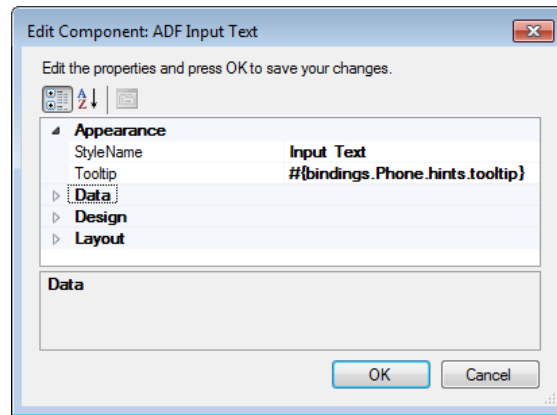 Edit Component: ADF Input Text
Edit the properties and press OK to save your changes.
Appearance
StyleName Input Text
Tooltip #{bindings.Phone.hints.tooltip}
Data
Design
Layout
Data
OK Cancel